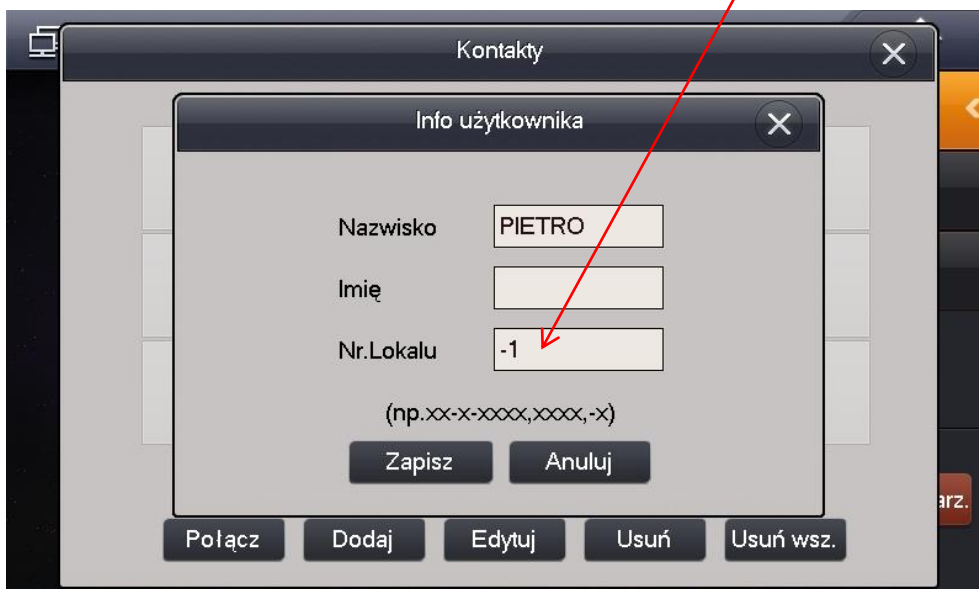 Kontakty
Info użytkownika
Nazwisko PIETRO
Imię
Nr.Lokalu -1
(np.xx-x-xxxx,xxxx,-x)
Zapisz Anuluj
arz.
Połącz Dodaj Edytuj Usuń Usuń wsz.